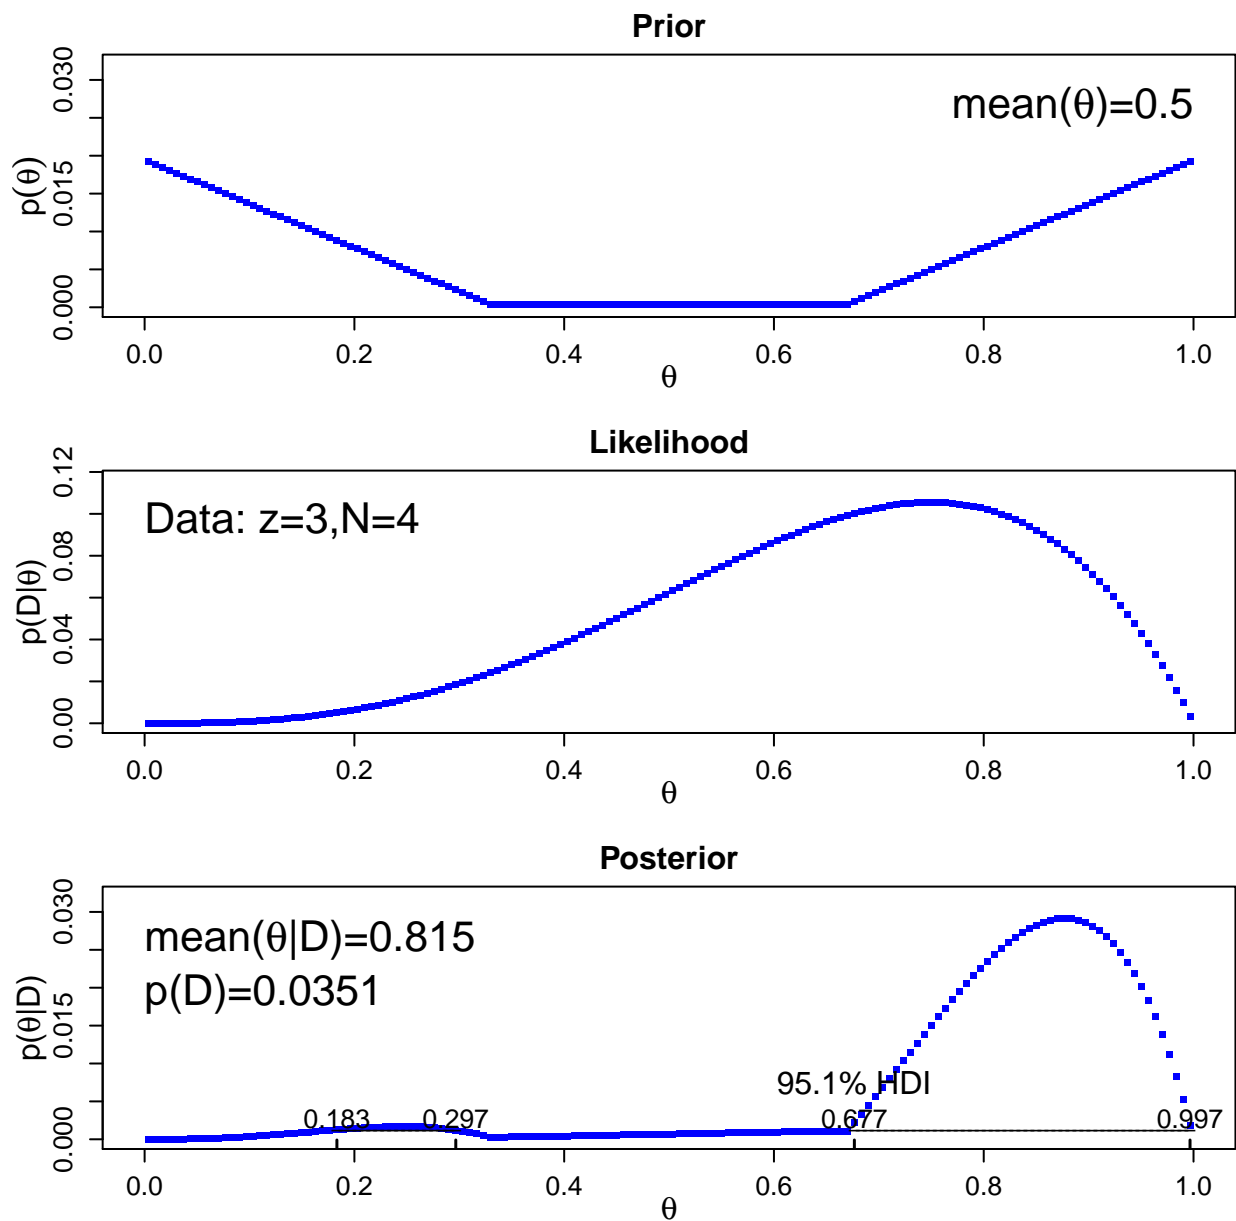 Prior
mean(θ)=0.5
p(θ)
0.000 0.015 0.030
0.0 0.2 0.4 0.6 0.8 1.0
θ
Likelihood
Data: z=3,N=4
p(D|θ)
0.00 0.04 0.08 0.12
0.0 0.2 0.4 0.6 0.8 1.0
θ
Posterior
mean(θ|D)=0.815
p(D)=0.0351
p(θ|D)
0.000 0.015 0.030
95.1% HDI
0.183 0.297 0.677 0.997
0.0 0.2 0.4 0.6 0.8 1.0
θ